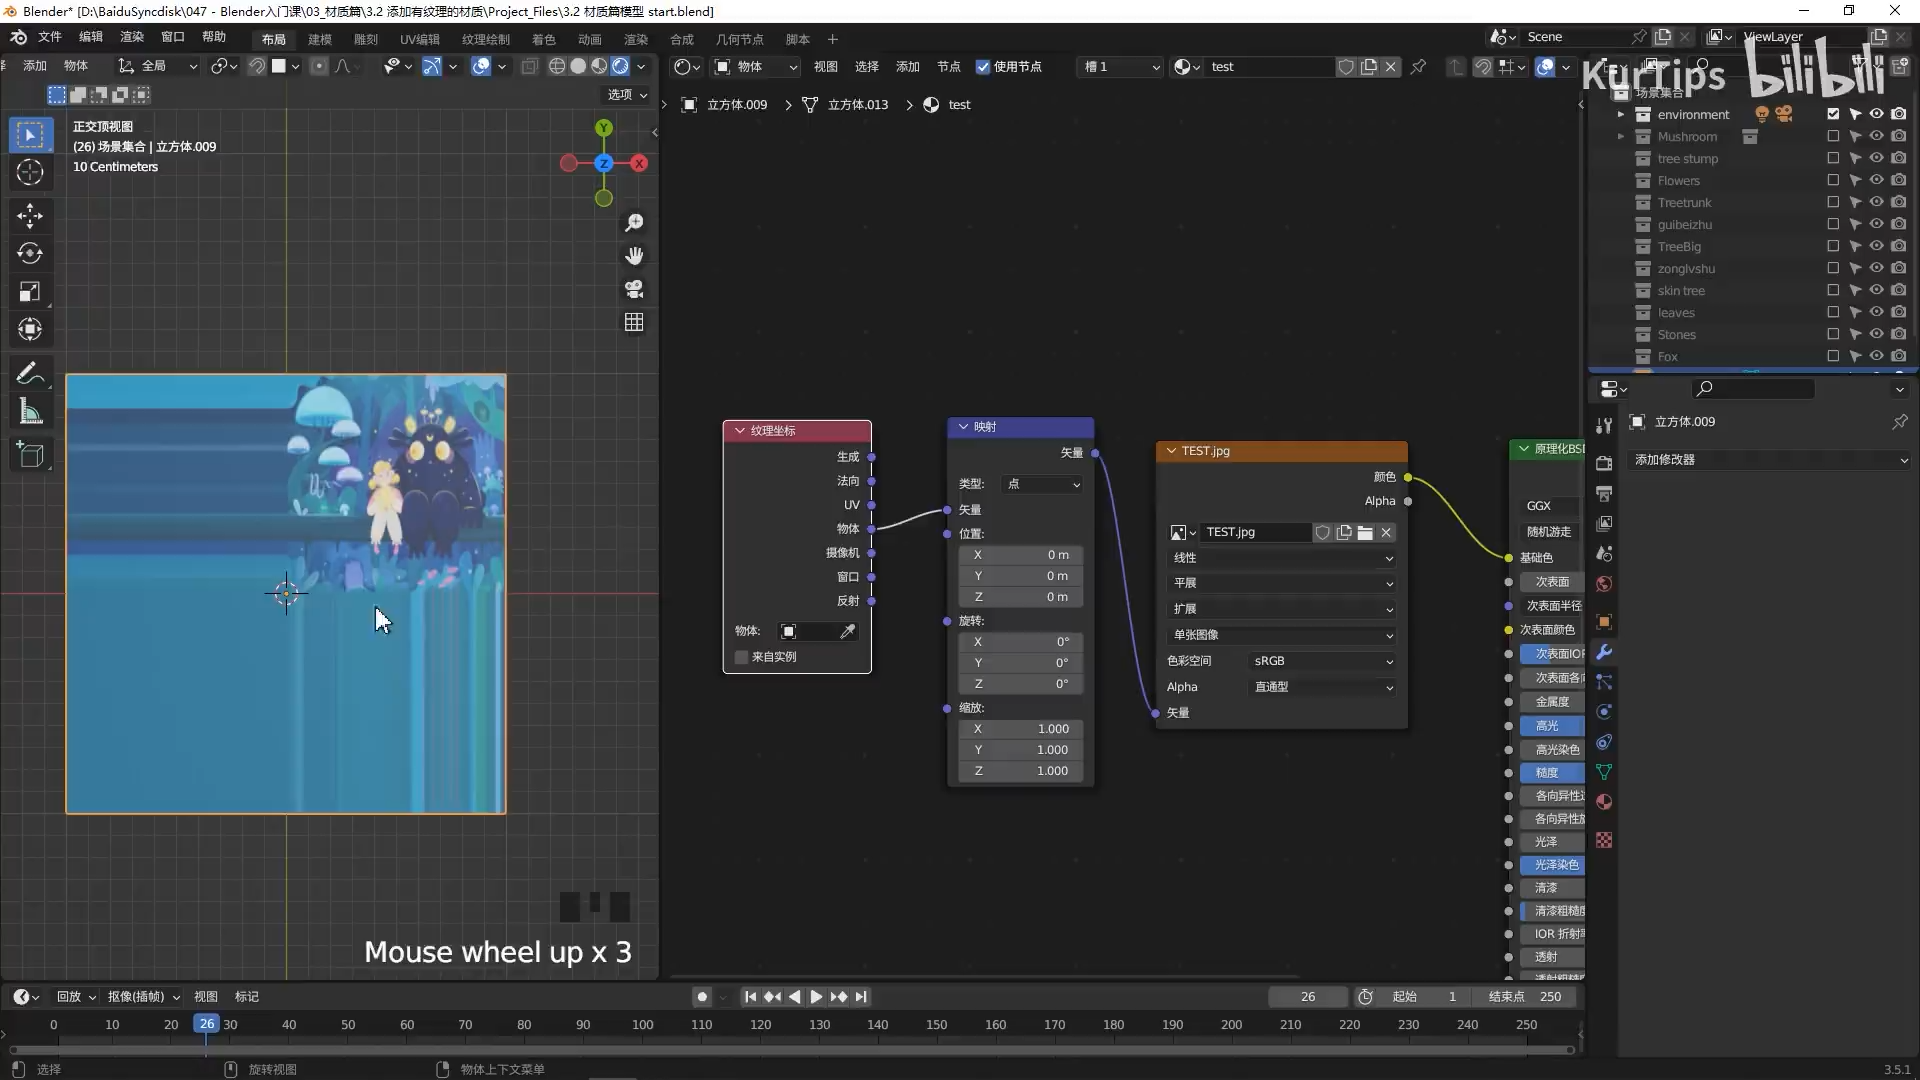 Blender* [D:\BaiduSyncdisk\047 - Blender入门课\03_材质篇\3.2 添加有纹理的材质\Project_Files\3.2 材质篇模型 start.blend]
文件 编辑 渲染 窗口 帮助 布局 建模 雕刻 UV编辑 纹理绘制 着色 动画 渲染 合成 几何节点 脚本 + Scene ViewLayer
添加 物体 全局 物体 视图 选择 添加 节点 使用节点 槽 1 test
KurTips bilibili
选项
立方体.009 > 立方体.013 > test
场景集合
正交顶视图
(26) 场景集合 | 立方体.009
10 Centimeters
Y
Z X
environment
Mushroom
tree stump
Flowers
Treetrunk
guibeizhu
TreeBig
zonglvshu
skin tree
leaves
Stones
Fox
立方体.009
添加修改器
纹理坐标
生成
法向
UV
物体
摄像机
窗口
反射
物体:
来自实例
映射
矢量
类型: 点
矢量
位置:
X 0 m
Y 0 m
Z 0 m
旋转:
X 0°
Y 0°
Z 0°
缩放:
X 1.000
Y 1.000
Z 1.000
TEST.jpg
颜色
Alpha
TEST.jpg
线性
平展
扩展
单张图像
色彩空间 sRGB
Alpha 直通型
矢量
原理化BSD
GGX
随机游走
基础色
次表面
次表面半径
次表面颜色
次表面IOR
次表面各向
金属度
高光
高光染色
糙度
各向异性过
各向异性旋
光泽
光泽染色
清漆
清漆粗糙度
IOR 折射率
透射
Mouse wheel up x 3
回放 抠像(插帧) 视图 标记 26 起始 1 结束点 250
0 10 20 26 30 40 50 60 70 80 90 100 110 120 130 140 150 160 170 180 190 200 210 220 230 240 250
选择 旋转视图 物体上下文菜单 3.5.1